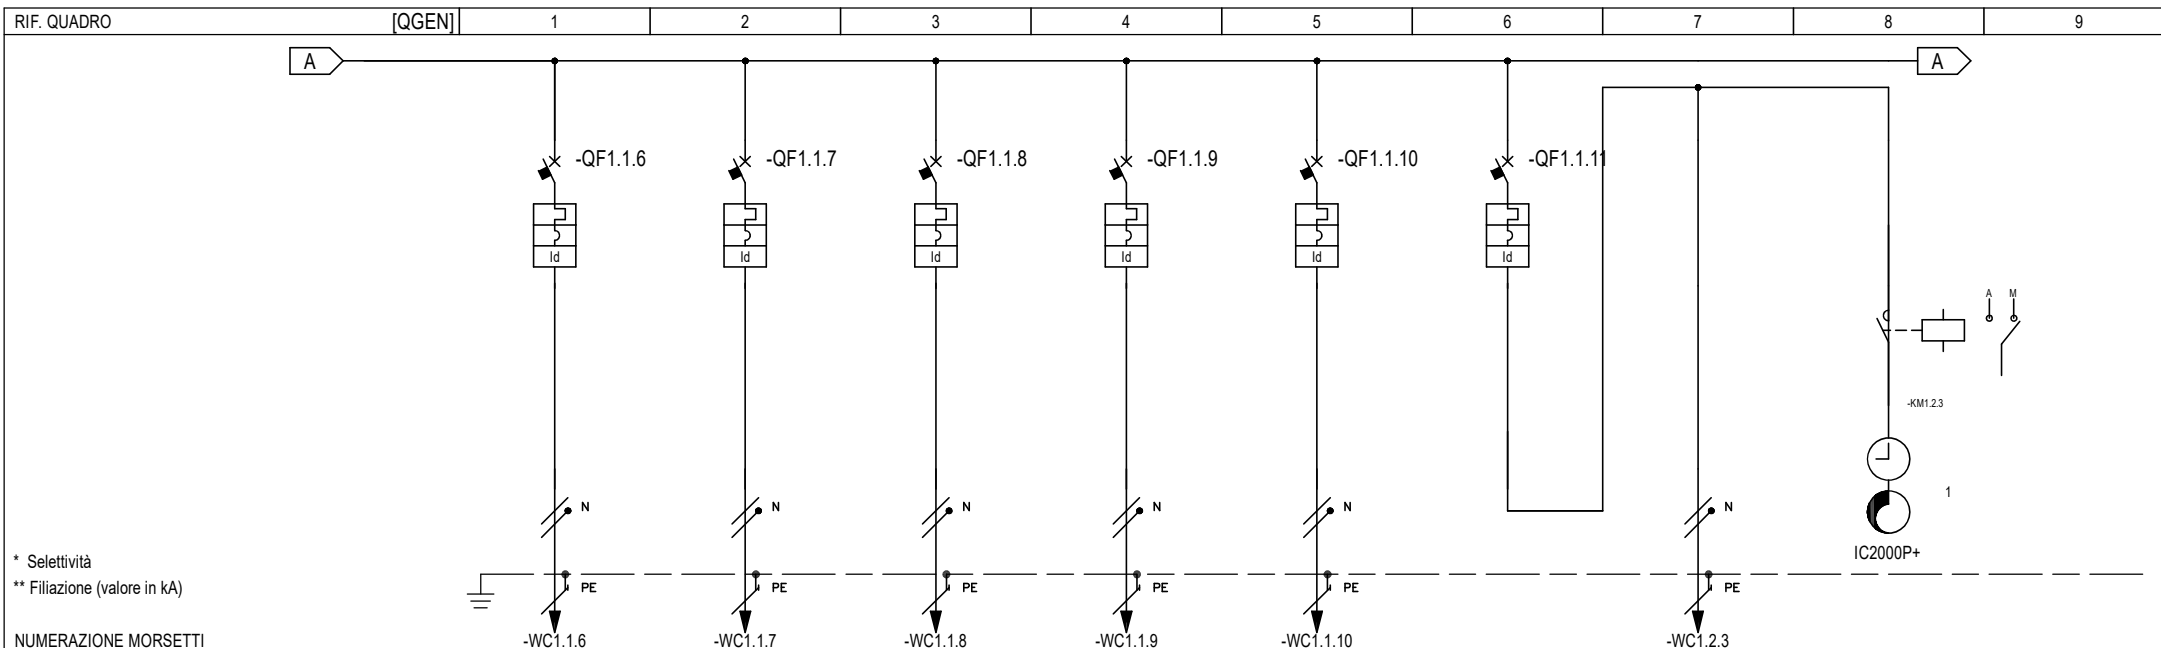 RIF. QUADRO [QGEN] 1 2 3 4 5 6 7 8 9
A A
-QF1.1.6 -QF1.1.7 -QF1.1.8 -QF1.1.9 -QF1.1.10 -QF1.1.11
Id Id Id Id Id Id
A M
-KM1.2.3
1
N N N N N N
IC2000P+
* Selettività
** Filiazione (valore in kA)
PE PE PE PE PE PE
NUMERAZIONE MORSETTI -WC1.1.6 -WC1.1.7 -WC1.1.8 -WC1.1.9 -WC1.1.10 -WC1.2.3